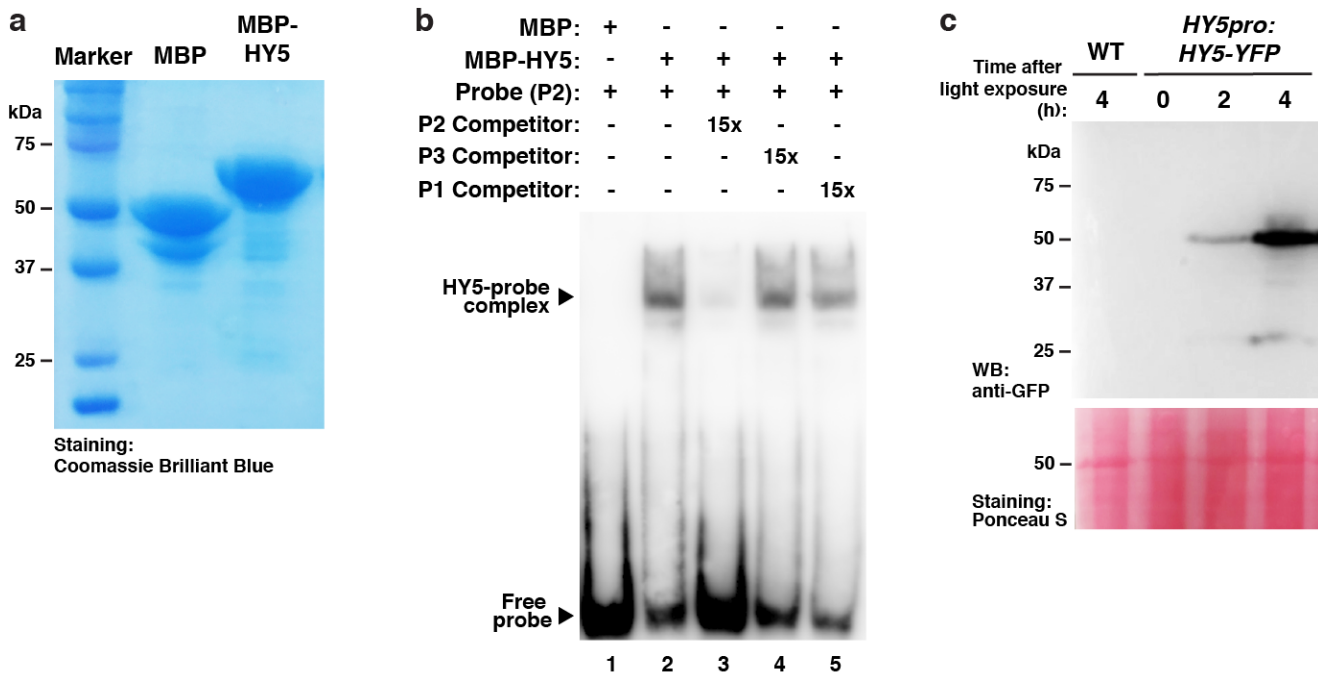 a
Marker MBP MBP-
HY5
kDa
75
50
37
25
Staining:
Coomassie Brilliant Blue
b
MBP: + - - - -
MBP-HY5: - + + + +
Probe (P2): + + + + +
P2 Competitor: - - 15x - -
P3 Competitor: - - - 15x -
P1 Competitor: - - - - 15x
HY5-probe
complex
Free
probe
1 2 3 4 5
c
WT HY5pro:
HY5-YFP
Time after
light exposure
(h): 4 0 2 4
kDa
75
50
37
25
WB:
anti-GFP
50
Staining:
Ponceau S